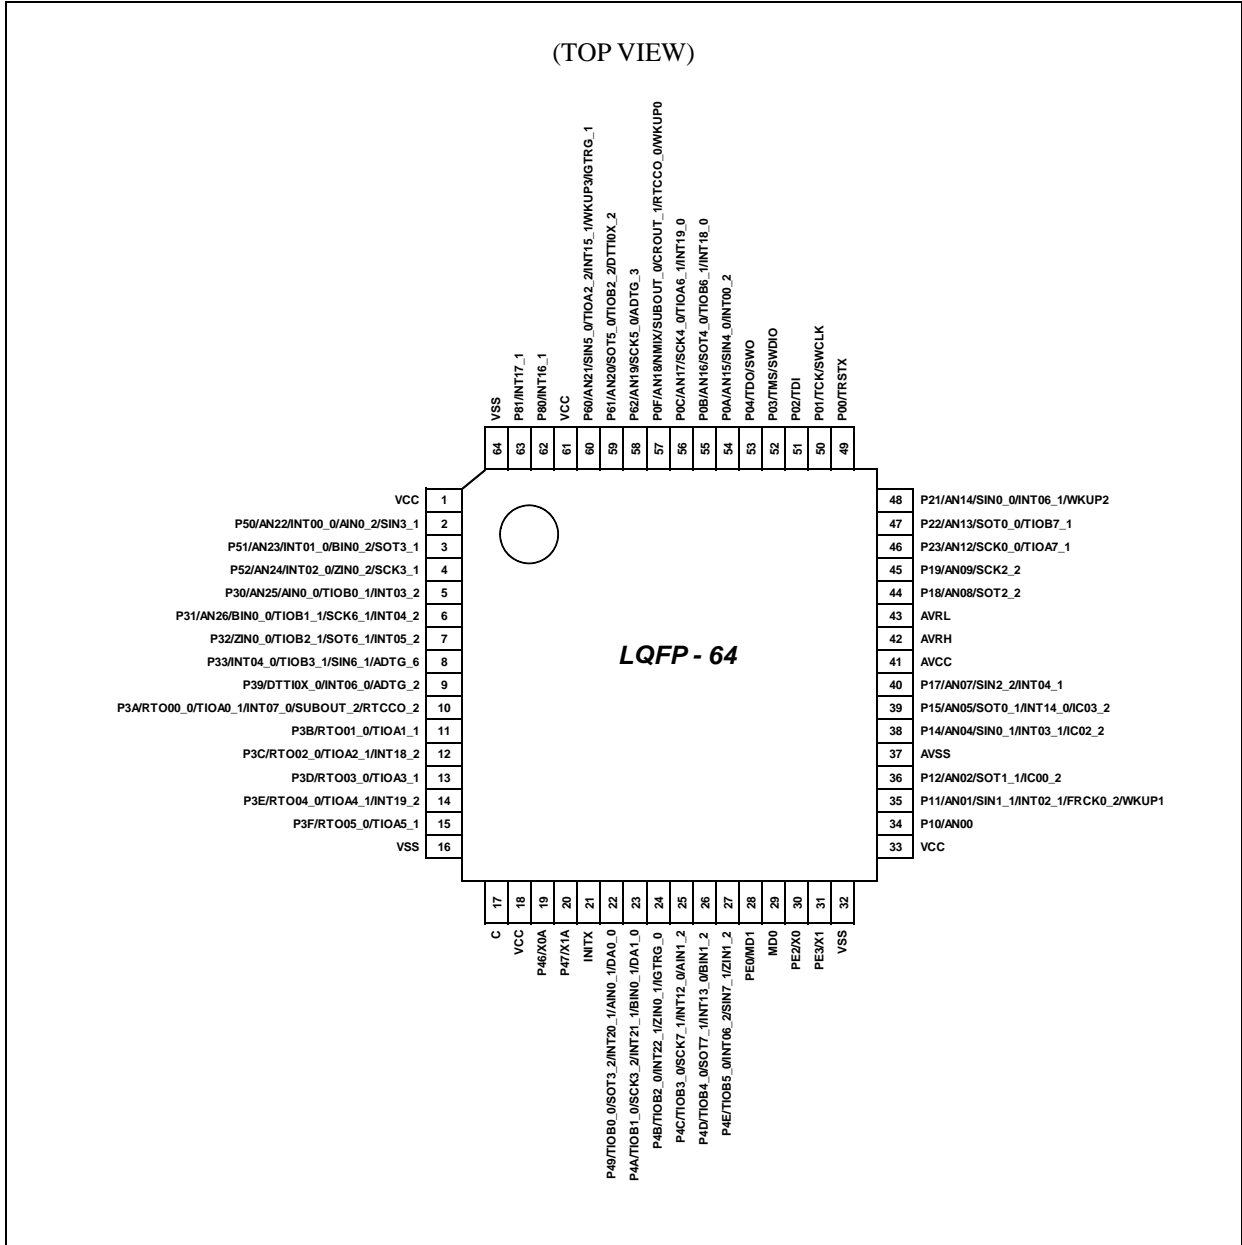 (TOP VIEW)
VSS
P81/INT17_1
P80/INT16_1
VCC
P60/AN21/SIN5_0/TIOA2_2/INT15_1/WKUP3/IGTRG_1
P61/AN20/SOT5_0/TIOB2_2/DTTI0X_2
P62/AN19/SCK5_0/ADTG_3
P0F/AN18/NMIX/SUBOUT_0/CROUT_1/RTCCO_0/WKUP0
P0C/AN17/SCK4_0/TIOA6_1/INT19_0
P0B/AN16/SOT4_0/TIOB6_1/INT18_0
P0A/AN15/SIN4_0/INT00_2
P04/TDO/SWO
P03/TMS/SWDIO
P02/TDI
P01/TCK/SWCLK
P00/TRSTX
64
63
62
61
60
59
58
57
56
55
54
53
52
51
50
49
VCC 1
P50/AN22/INT00_0/AIN0_2/SIN3_1 2
P51/AN23/INT01_0/BIN0_2/SOT3_1 3
P52/AN24/INT02_0/ZIN0_2/SCK3_1 4
P30/AN25/AIN0_0/TIOB0_1/INT03_2 5
P31/AN26/BIN0_0/TIOB1_1/SCK6_1/INT04_2 6
P32/ZIN0_0/TIOB2_1/SOT6_1/INT05_2 7
P33/INT04_0/TIOB3_1/SIN6_1/ADTG_6 8
P39/DTTI0X_0/INT06_0/ADTG_2 9
P3A/RTO00_0/TIOA0_1/INT07_0/SUBOUT_2/RTCCO_2 10
P3B/RTO01_0/TIOA1_1 11
P3C/RTO02_0/TIOA2_1/INT18_2 12
P3D/RTO03_0/TIOA3_1 13
P3E/RTO04_0/TIOA4_1/INT19_2 14
P3F/RTO05_0/TIOA5_1 15
VSS 16
LQFP - 64
48 P21/AN14/SIN0_0/INT06_1/WKUP2
47 P22/AN13/SOT0_0/TIOB7_1
46 P23/AN12/SCK0_0/TIOA7_1
45 P19/AN09/SCK2_2
44 P18/AN08/SOT2_2
43 AVRL
42 AVRH
41 AVCC
40 P17/AN07/SIN2_2/INT04_1
39 P15/AN05/SOT0_1/INT14_0/IC03_2
38 P14/AN04/SIN0_1/INT03_1/IC02_2
37 AVSS
36 P12/AN02/SOT1_1/IC00_2
35 P11/AN01/SIN1_1/INT02_1/FRCK0_2/WKUP1
34 P10/AN00
33 VCC
17
18
19
20
21
22
23
24
25
26
27
28
29
30
31
32
C
VCC
P46/X0A
P47/X1A
INITX
P49/TIOB0_0/SOT3_2/INT20_1/AIN0_1/DA0_0
P4A/TIOB1_0/SCK3_2/INT21_1/BIN0_1/DA1_0
P4B/TIOB2_0/INT22_1/ZIN0_1/IGTRG_0
P4C/TIOB3_0/SCK7_1/INT12_0/AIN1_2
P4D/TIOB4_0/SOT7_1/INT13_0/BIN1_2
P4E/TIOB5_0/INT06_2/SIN7_1/ZIN1_2
PE0/MD1
MD0
PE2/X0
PE3/X1
VSS